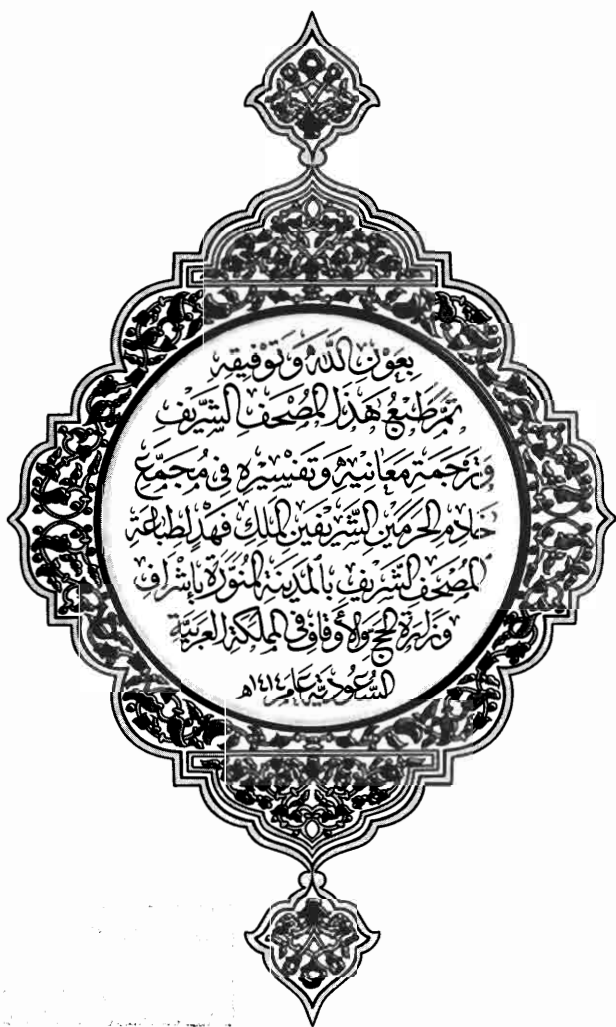 بعون الله وتوفيقه
تم طبع هذا المصحف الشريف
وترجمة معانيه وتفسيره في مجمع
خادم الحرمين الشريفين الملك فهد لطباعة
المصحف الشريف بالمدينة المنورة بإشراف
وزارة الحج والأوقاف في المملكة العربية
السعودية عام ١٤١٤ه